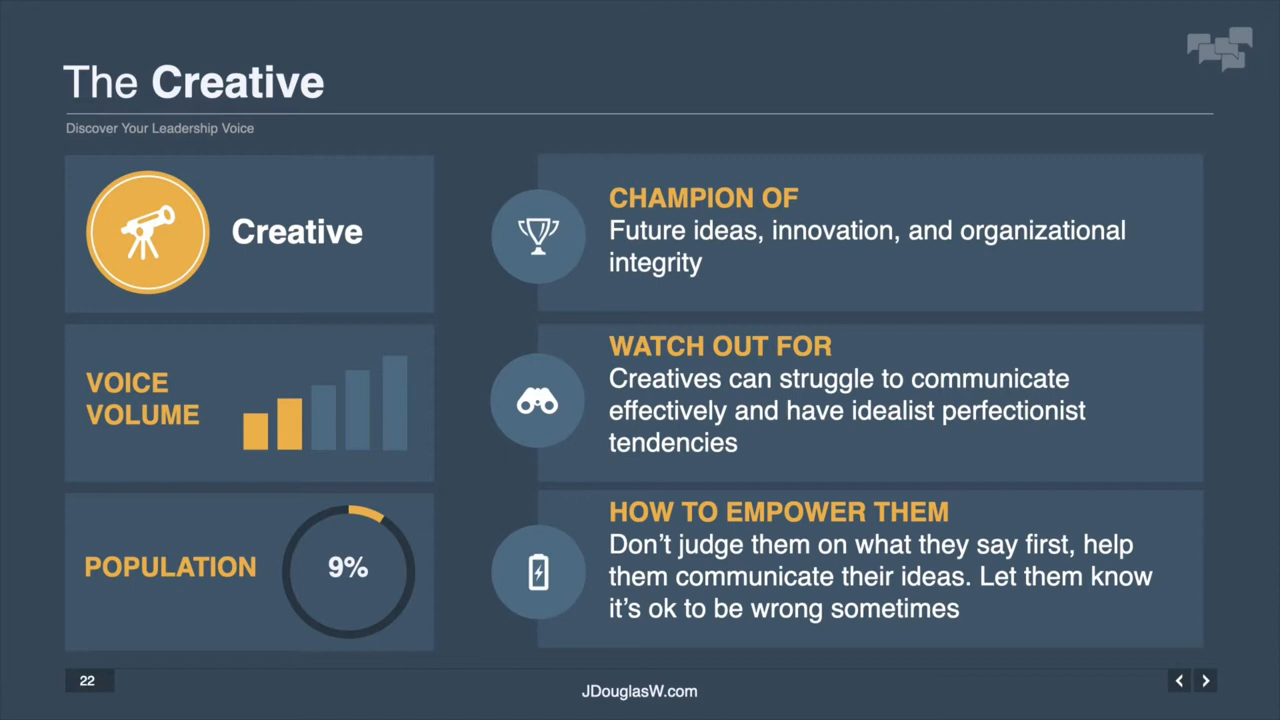 The Creative
Discover Your Leadership Voice
Creative
CHAMPION OF
Future ideas, innovation, and organizational
integrity
VOICE
VOLUME
WATCH OUT FOR
Creatives can struggle to communicate
effectively and have idealist perfectionist
tendencies
POPULATION
9%
HOW TO EMPOWER THEM
Don’t judge them on what they say first, help
them communicate their ideas. Let them know
it’s ok to be wrong sometimes
22
JDouglasW.com